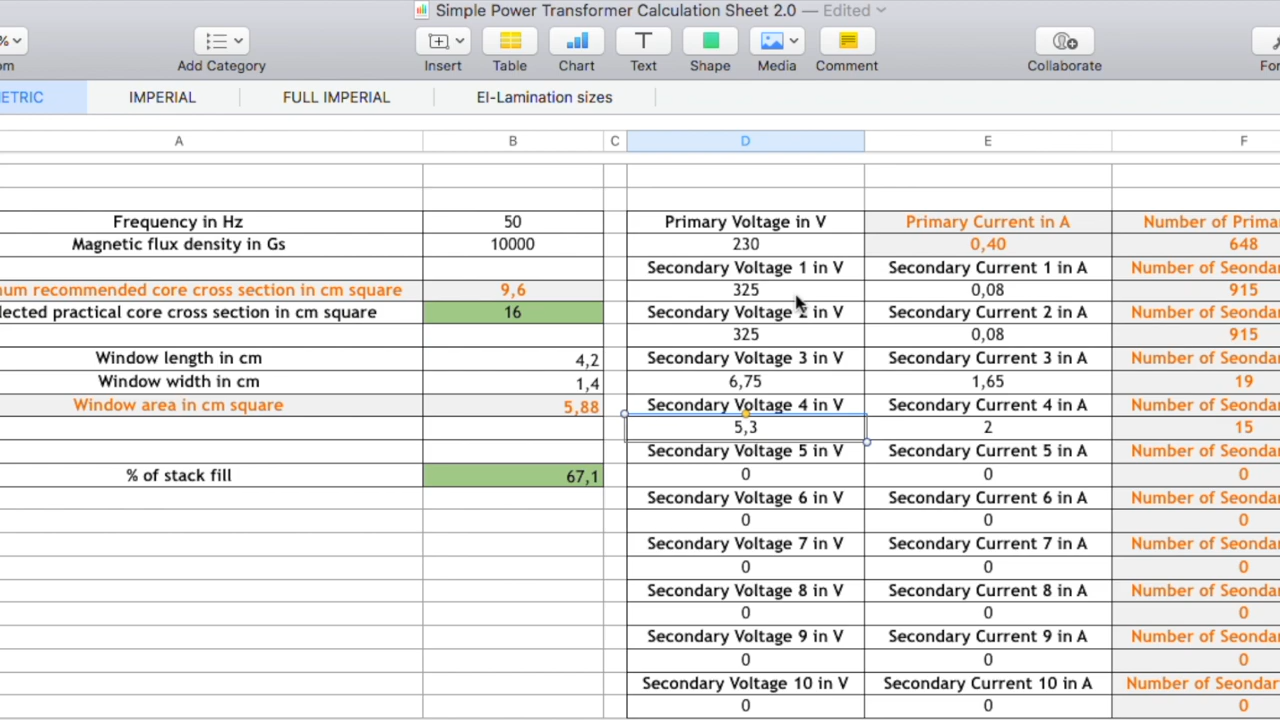 Simple Power Transformer Calculation Sheet 2.0 — Edited
%
om Add Category Insert Table Chart Text Shape Media Comment Collaborate For
ETRIC IMPERIAL FULL IMPERIAL EI-Lamination sizes
A B C D E F
Frequency in Hz 50 Primary Voltage in V Primary Current in A Number of Prima
Magnetic flux density in Gs 10000 230 0,40 648
Secondary Voltage 1 in V Secondary Current 1 in A Number of Seonda
um recommended core cross section in cm square 9,6 325 0,08 915
lected practical core cross section in cm square 16 Secondary Voltage 2 in V Secondary Current 2 in A Number of Seondar
325 0,08 915
Window length in cm 4,2 Secondary Voltage 3 in V Secondary Current 3 in A Number of Seondar
Window width in cm 1,4 6,75 1,65 19
Window area in cm square 5,88 Secondary Voltage 4 in V Secondary Current 4 in A Number of Seondar
5,3 2 15
Secondary Voltage 5 in V Secondary Current 5 in A Number of Seondar
% of stack fill 67,1 0 0 0
Secondary Voltage 6 in V Secondary Current 6 in A Number of Seondar
0 0 0
Secondary Voltage 7 in V Secondary Current 7 in A Number of Seondar
0 0 0
Secondary Voltage 8 in V Secondary Current 8 in A Number of Seondar
0 0 0
Secondary Voltage 9 in V Secondary Current 9 in A Number of Seondar
0 0 0
Secondary Voltage 10 in V Secondary Current 10 in A Number of Seondar
0 0 0